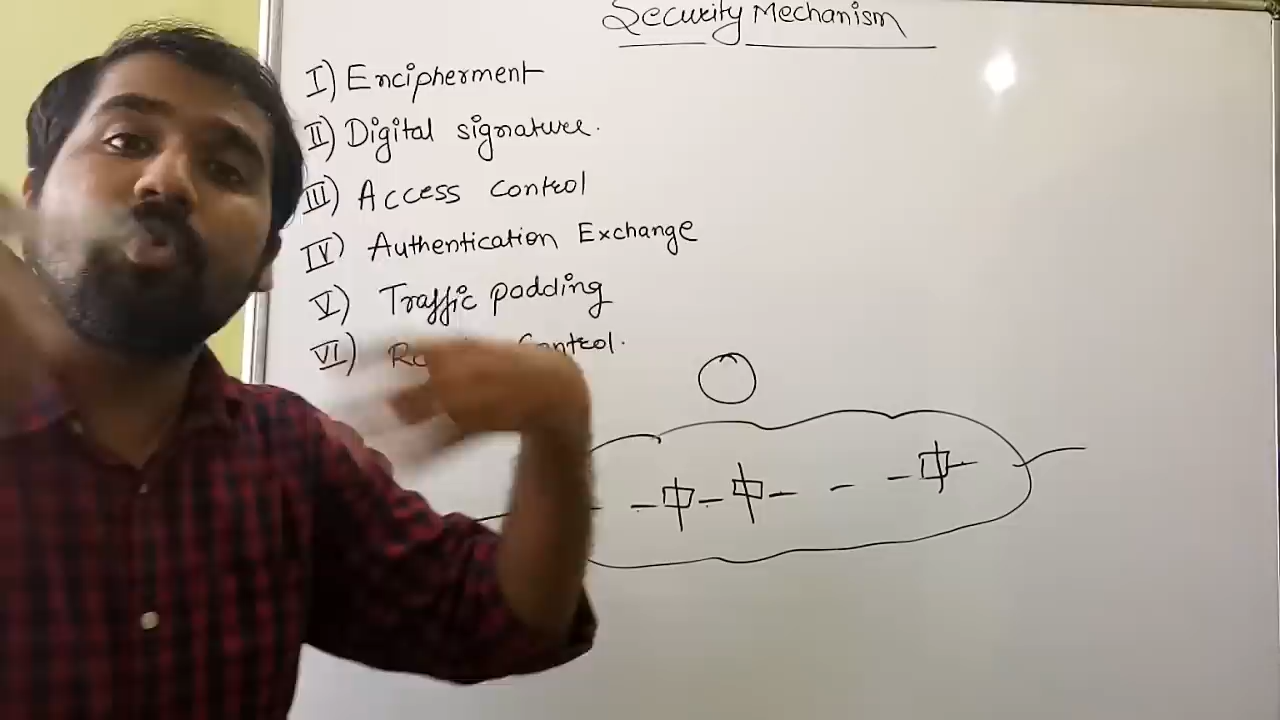 Security Mechanism
I) Encipherment
II) Digital signature.
III) Access control
IV) Authentication Exchange
V) Traffic padding
VI) Control.